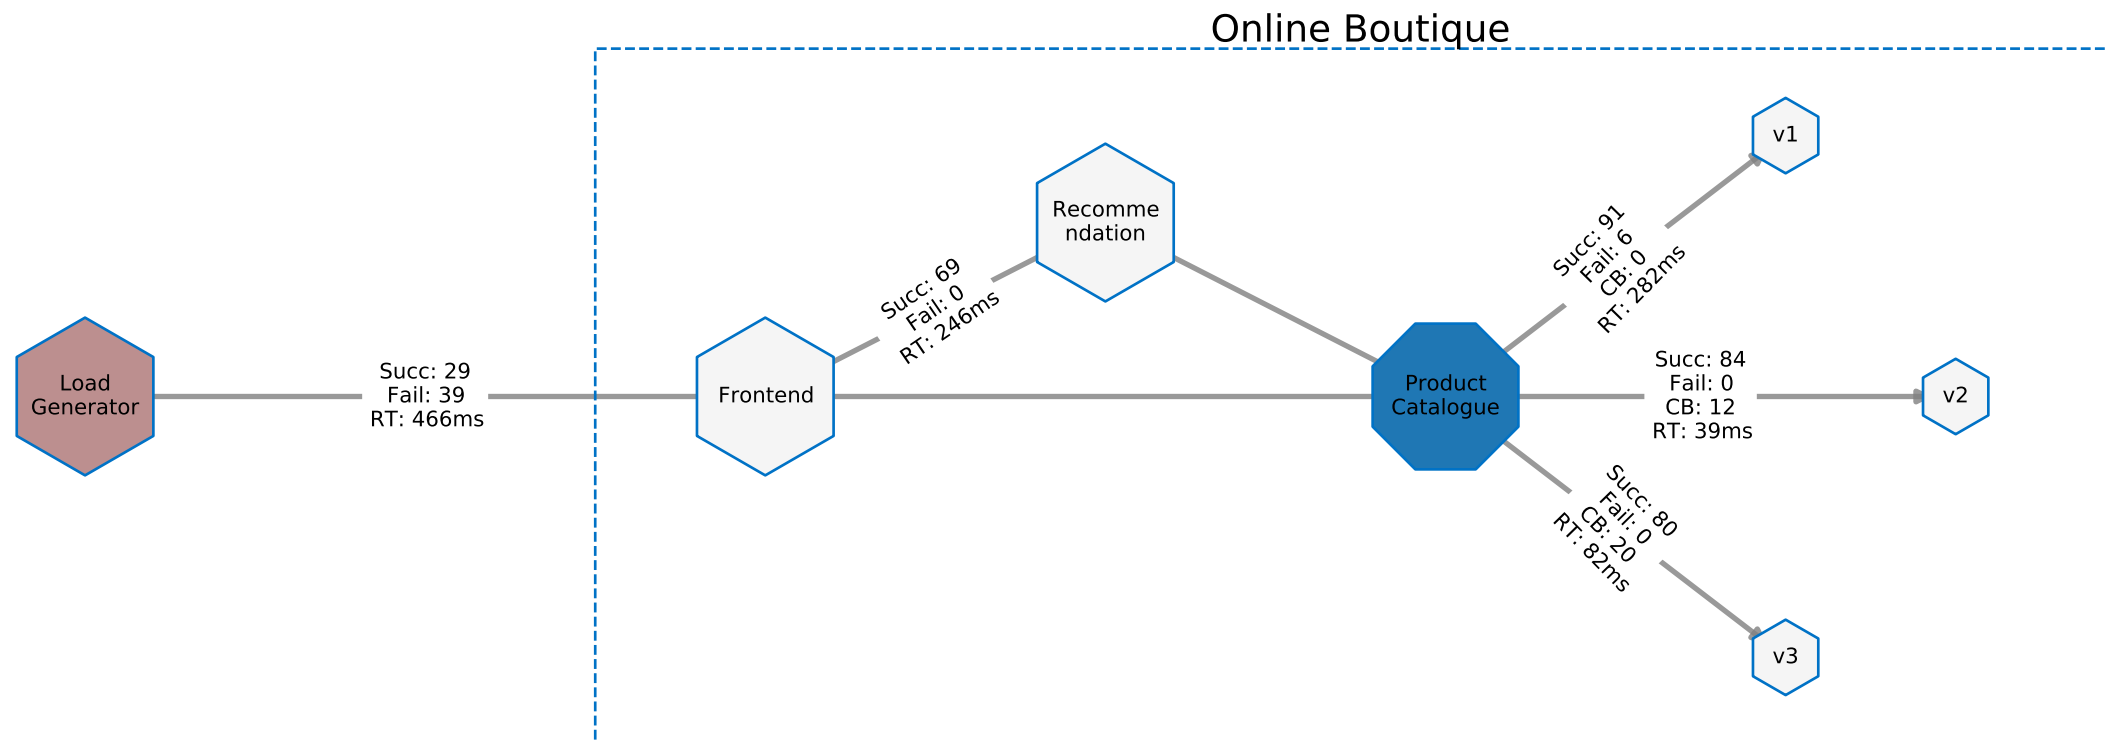 Online Boutique
Load
Generator
Succ: 29
Fail: 39
RT: 466ms
Frontend
Succ: 69
Fail: 0
RT: 246ms
Recomme
ndation
Product
Catalogue
Succ: 91
Fail: 6
CB: 0
RT: 282ms
v1
Succ: 84
Fail: 0
CB: 12
RT: 39ms
v2
Succ: 80
Fail: 0
CB: 20
RT: 82ms
v3